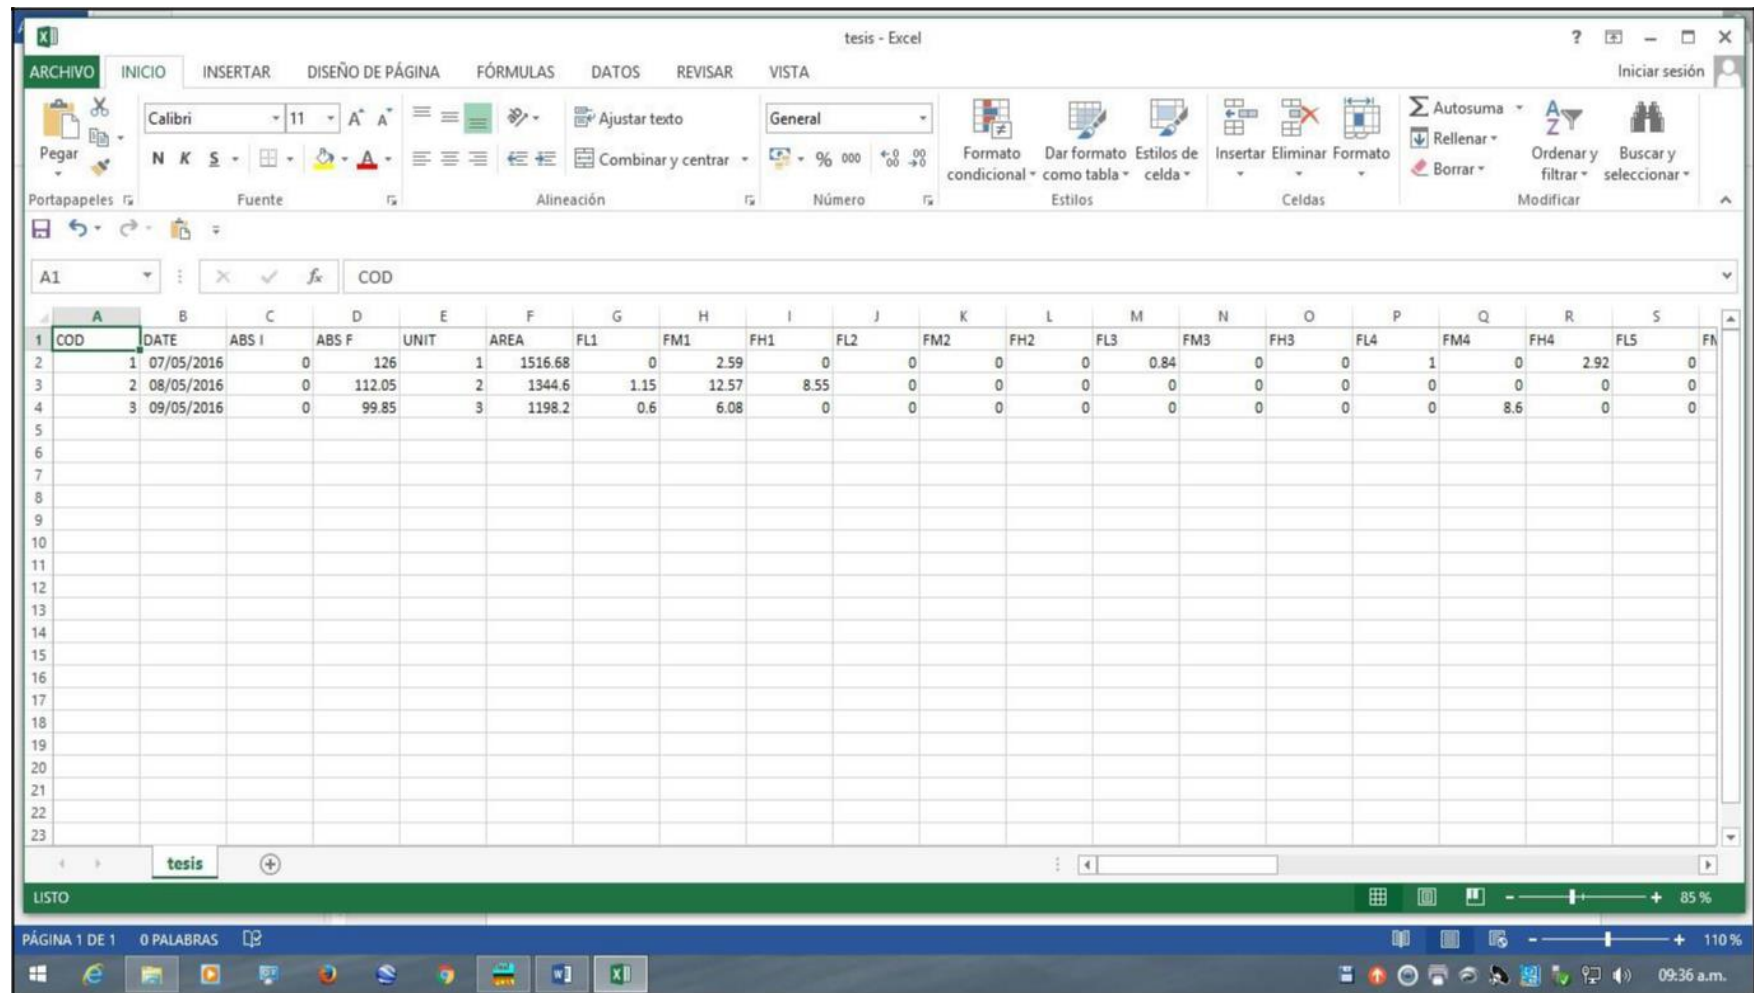 tesis - Excel
ARCHIVO INICIO INSERTAR DISEÑO DE PÁGINA FÓRMULAS DATOS REVISAR VISTA Iniciar sesión
Calibri 11 Ajustar texto General Autosuma
Pegar N K S Combinar y centrar % 000 Formato condicional Dar formato como tabla Estilos de celda Insertar Eliminar Formato Rellenar Borrar Ordenar y filtrar Buscar y seleccionar
Portapapeles Fuente Alineación Número Estilos Celdas Modificar
A1 fx COD
A B C D E F G H I J K L M N O P Q R S
1 COD DATE ABS I ABS F UNIT AREA FL1 FM1 FH1 FL2 FM2 FH2 FL3 FM3 FH3 FL4 FM4 FH4 FL5
2 1 07/05/2016 0 126 1 1516.68 0 2.59 0 0 0 0 0.84 0 0 1 0 2.92 0
3 2 08/05/2016 0 112.05 2 1344.6 1.15 12.57 8.55 0 0 0 0 0 0 0 0 0 0
4 3 09/05/2016 0 99.85 3 1198.2 0.6 6.08 0 0 0 0 0 0 0 0 8.6 0 0
5
6
7
8
9
10
11
12
13
14
15
16
17
18
19
20
21
22
23
tesis
LISTO 85 %
PÁGINA 1 DE 1 0 PALABRAS 110 %
09:36 a.m.